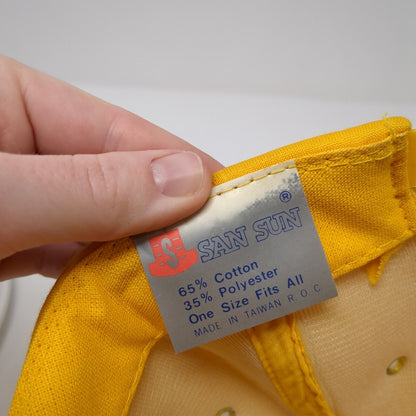 S SAN SUN ®
65% Cotton
35% Polyester
One Size Fits All
MADE IN TAIWAN R.O.C